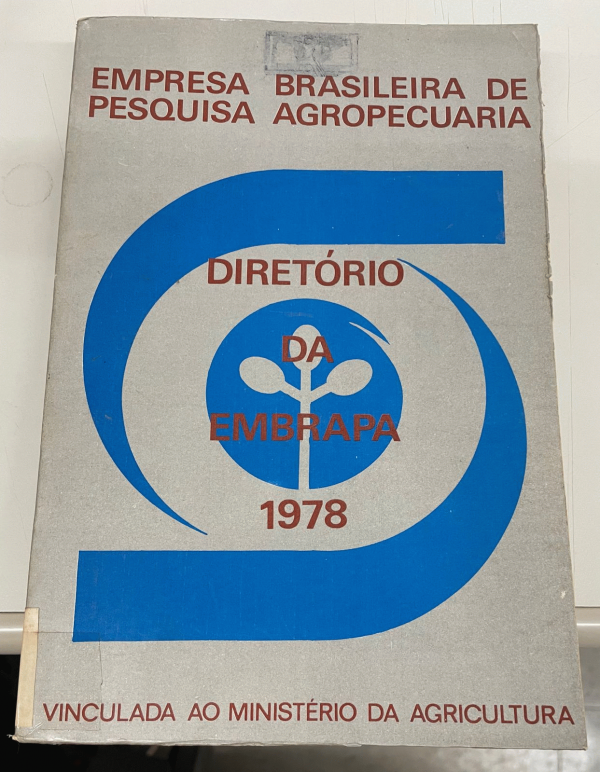 EMPRESA BRASILEIRA DE
PESQUISA AGROPECUARIA
DIRETÓRIO
DA
EMBRAPA
1978
VINCULADA AO MINISTÉRIO DA AGRICULTURA